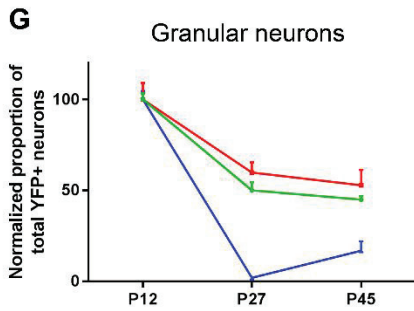 G
Granular neurons
Normalized proportion of
total YFP+ neurons
100
50
0
P12
P27
P45